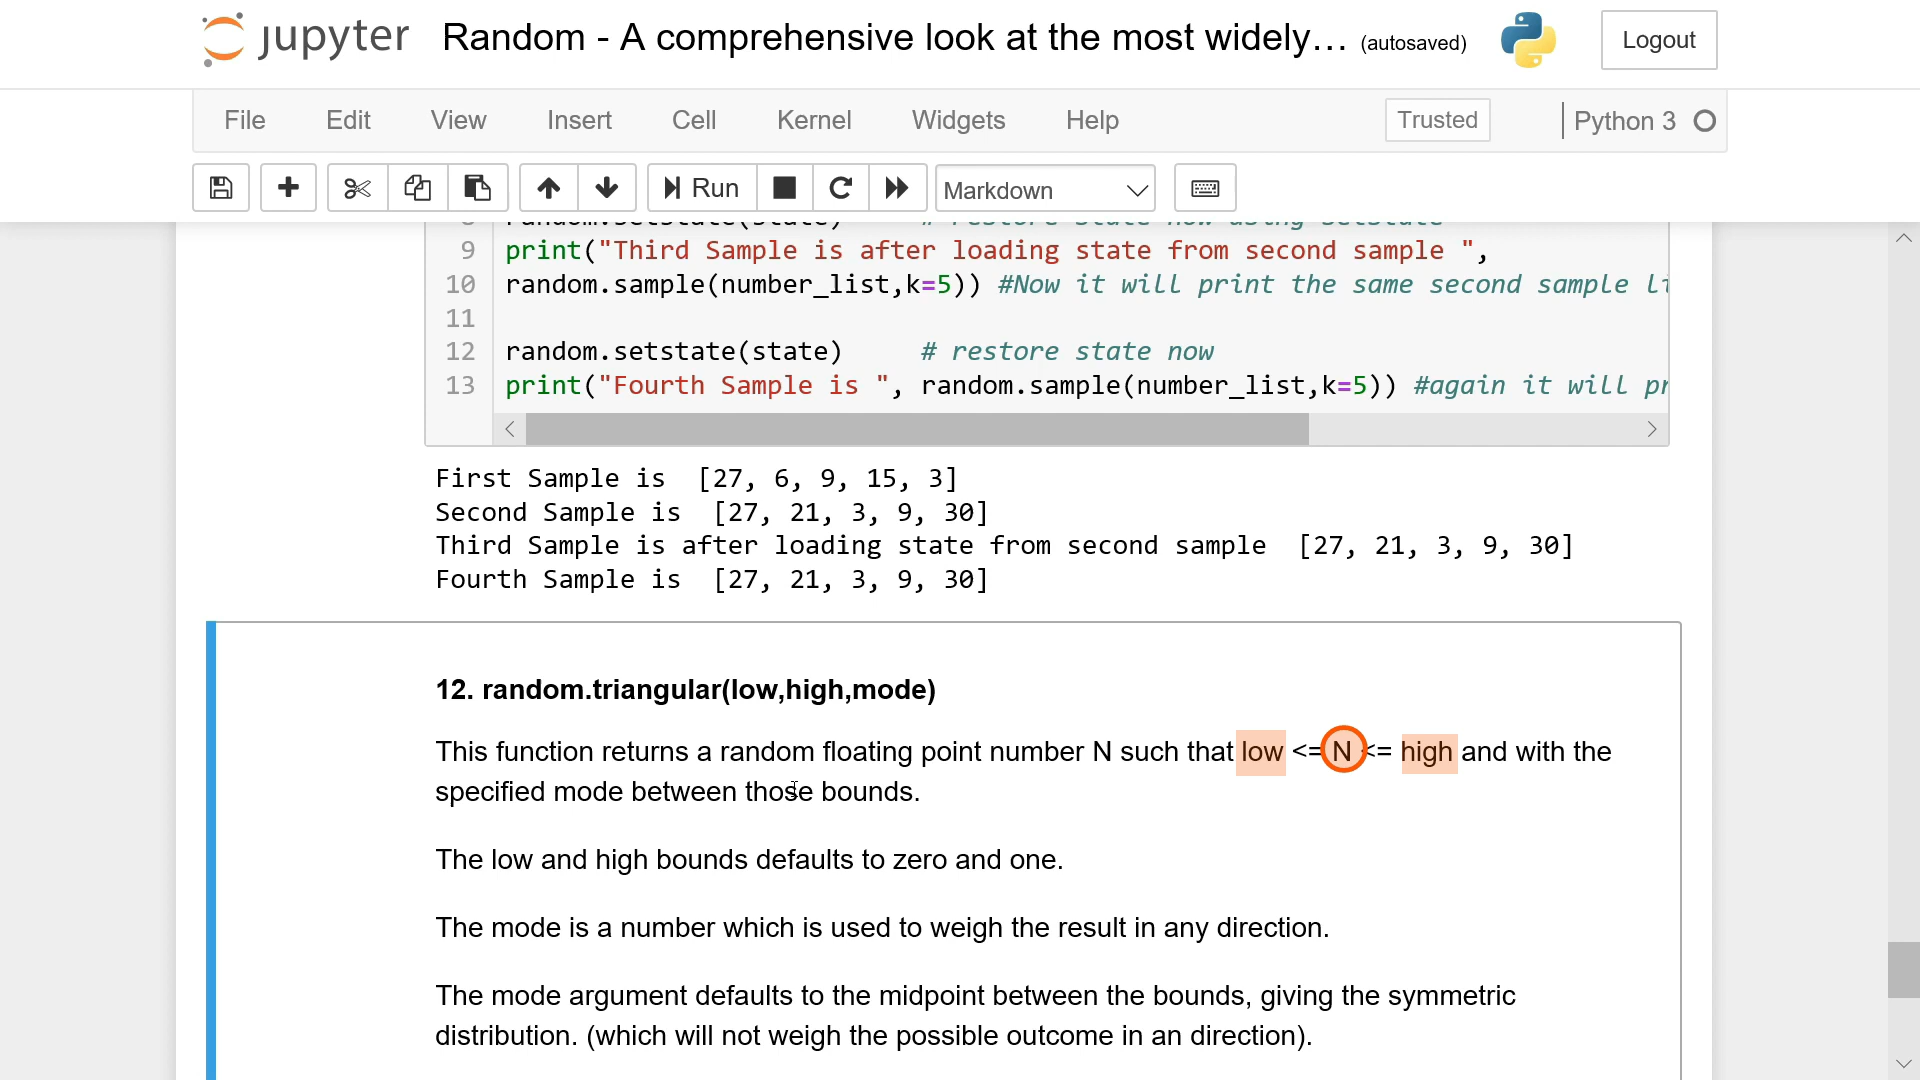 jupyter Random - A comprehensive look at the most widely... (autosaved) Logout
File Edit View Insert Cell Kernel Widgets Help Trusted Python 3
Run Markdown
8 random.setstate(state) # restore state now using setstate
9 print("Third Sample is after loading state from second sample ",
10 random.sample(number_list,k=5)) #Now it will print the same second sample li
11
12 random.setstate(state) # restore state now
13 print("Fourth Sample is ", random.sample(number_list,k=5)) #again it will pr
First Sample is [27, 6, 9, 15, 3]
Second Sample is [27, 21, 3, 9, 30]
Third Sample is after loading state from second sample [27, 21, 3, 9, 30]
Fourth Sample is [27, 21, 3, 9, 30]
12. random.triangular(low,high,mode)
This function returns a random floating point number N such that low <= N <= high and with the
specified mode between those bounds.
The low and high bounds defaults to zero and one.
The mode is a number which is used to weigh the result in any direction.
The mode argument defaults to the midpoint between the bounds, giving the symmetric
distribution. (which will not weigh the possible outcome in an direction).